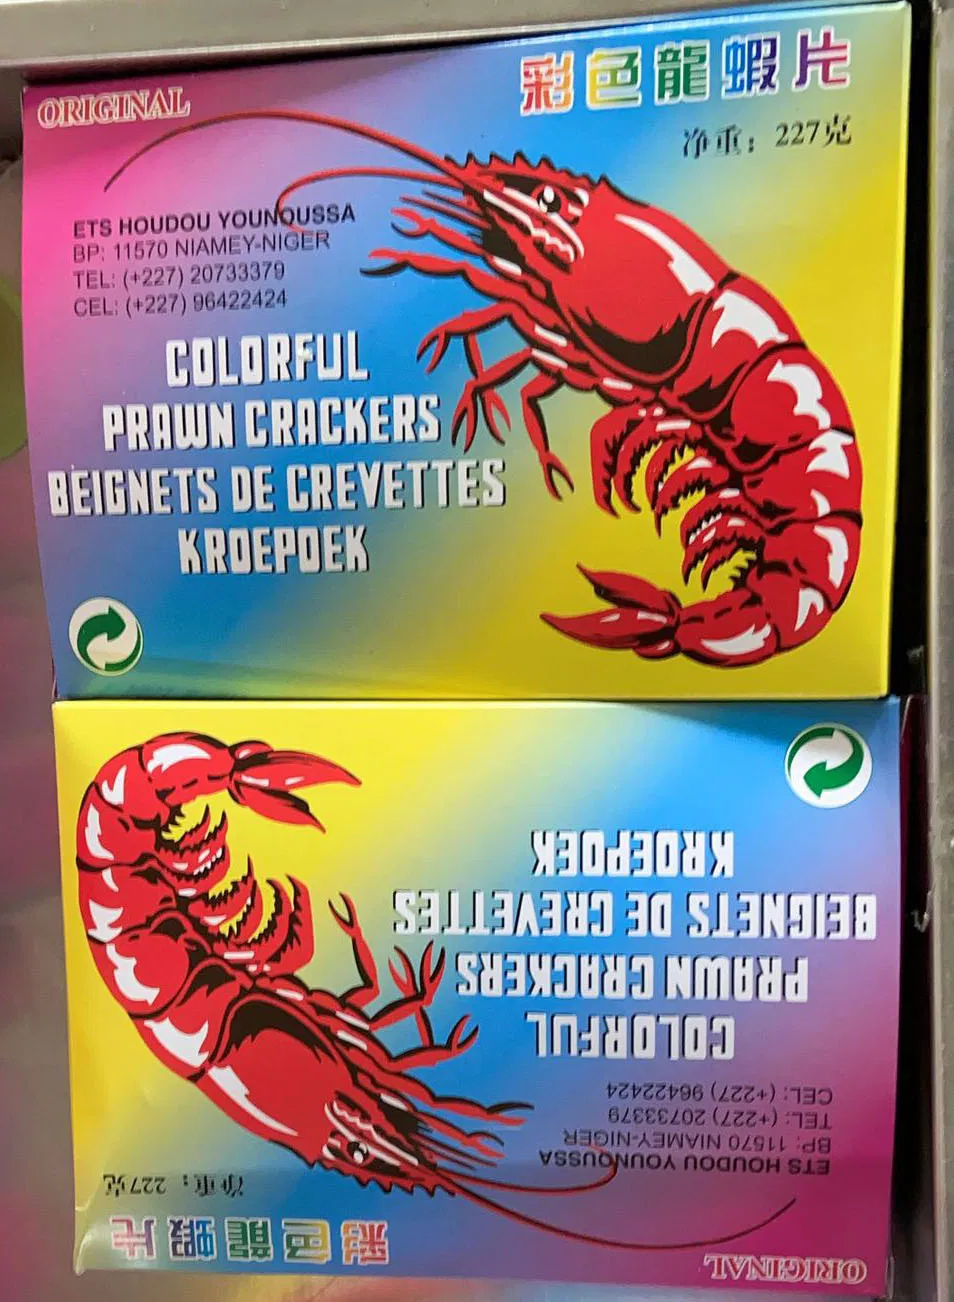 ORIGINAL
彩色龍蝦片
净重：227克
ETS HOUDOU YOUNOUSSA
BP: 11570 NIAMEY-NIGER
TEL: (+227) 20733379
CEL: (+227) 96422424
COLORFUL
PRAWN CRACKERS
BEIGNETS DE CREVETTES
KROEPOEK
ORIGINAL
彩色龍蝦片
净重：227克
ETS HOUDOU YOUNOUSSA
BP: 11570 NIAMEY-NIGER
TEL: (+227) 20733379
CEL: (+227) 96422424
COLORFUL
PRAWN CRACKERS
BEIGNETS DE CREVETTES
KROEPOEK